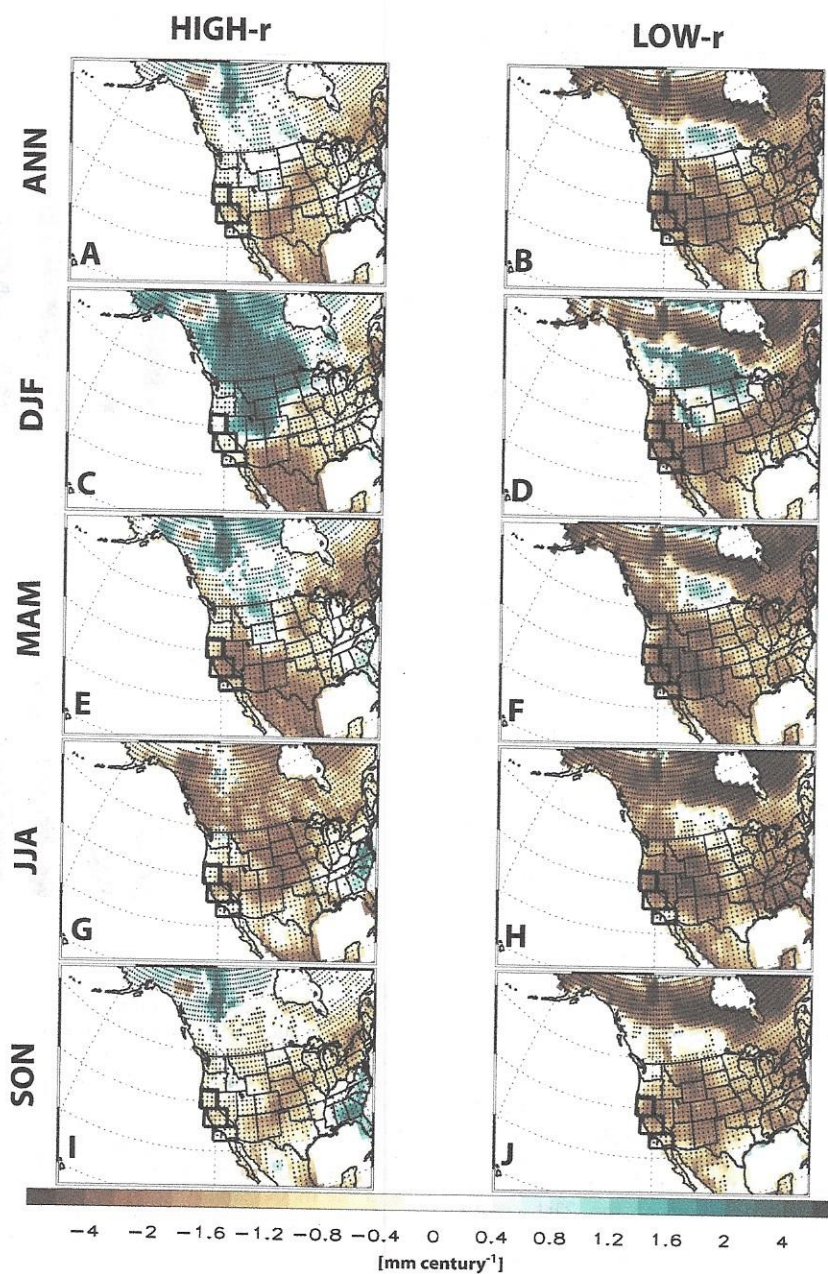 HIGH-r LOW-r
ANN
A B
DJF
C D
MAM
E F
JJA
G H
SON
I J
−4 −2 −1.6 −1.2 −0.8 −0.4 0 0.4 0.8 1.2 1.6 2 4
[mm century⁻¹]